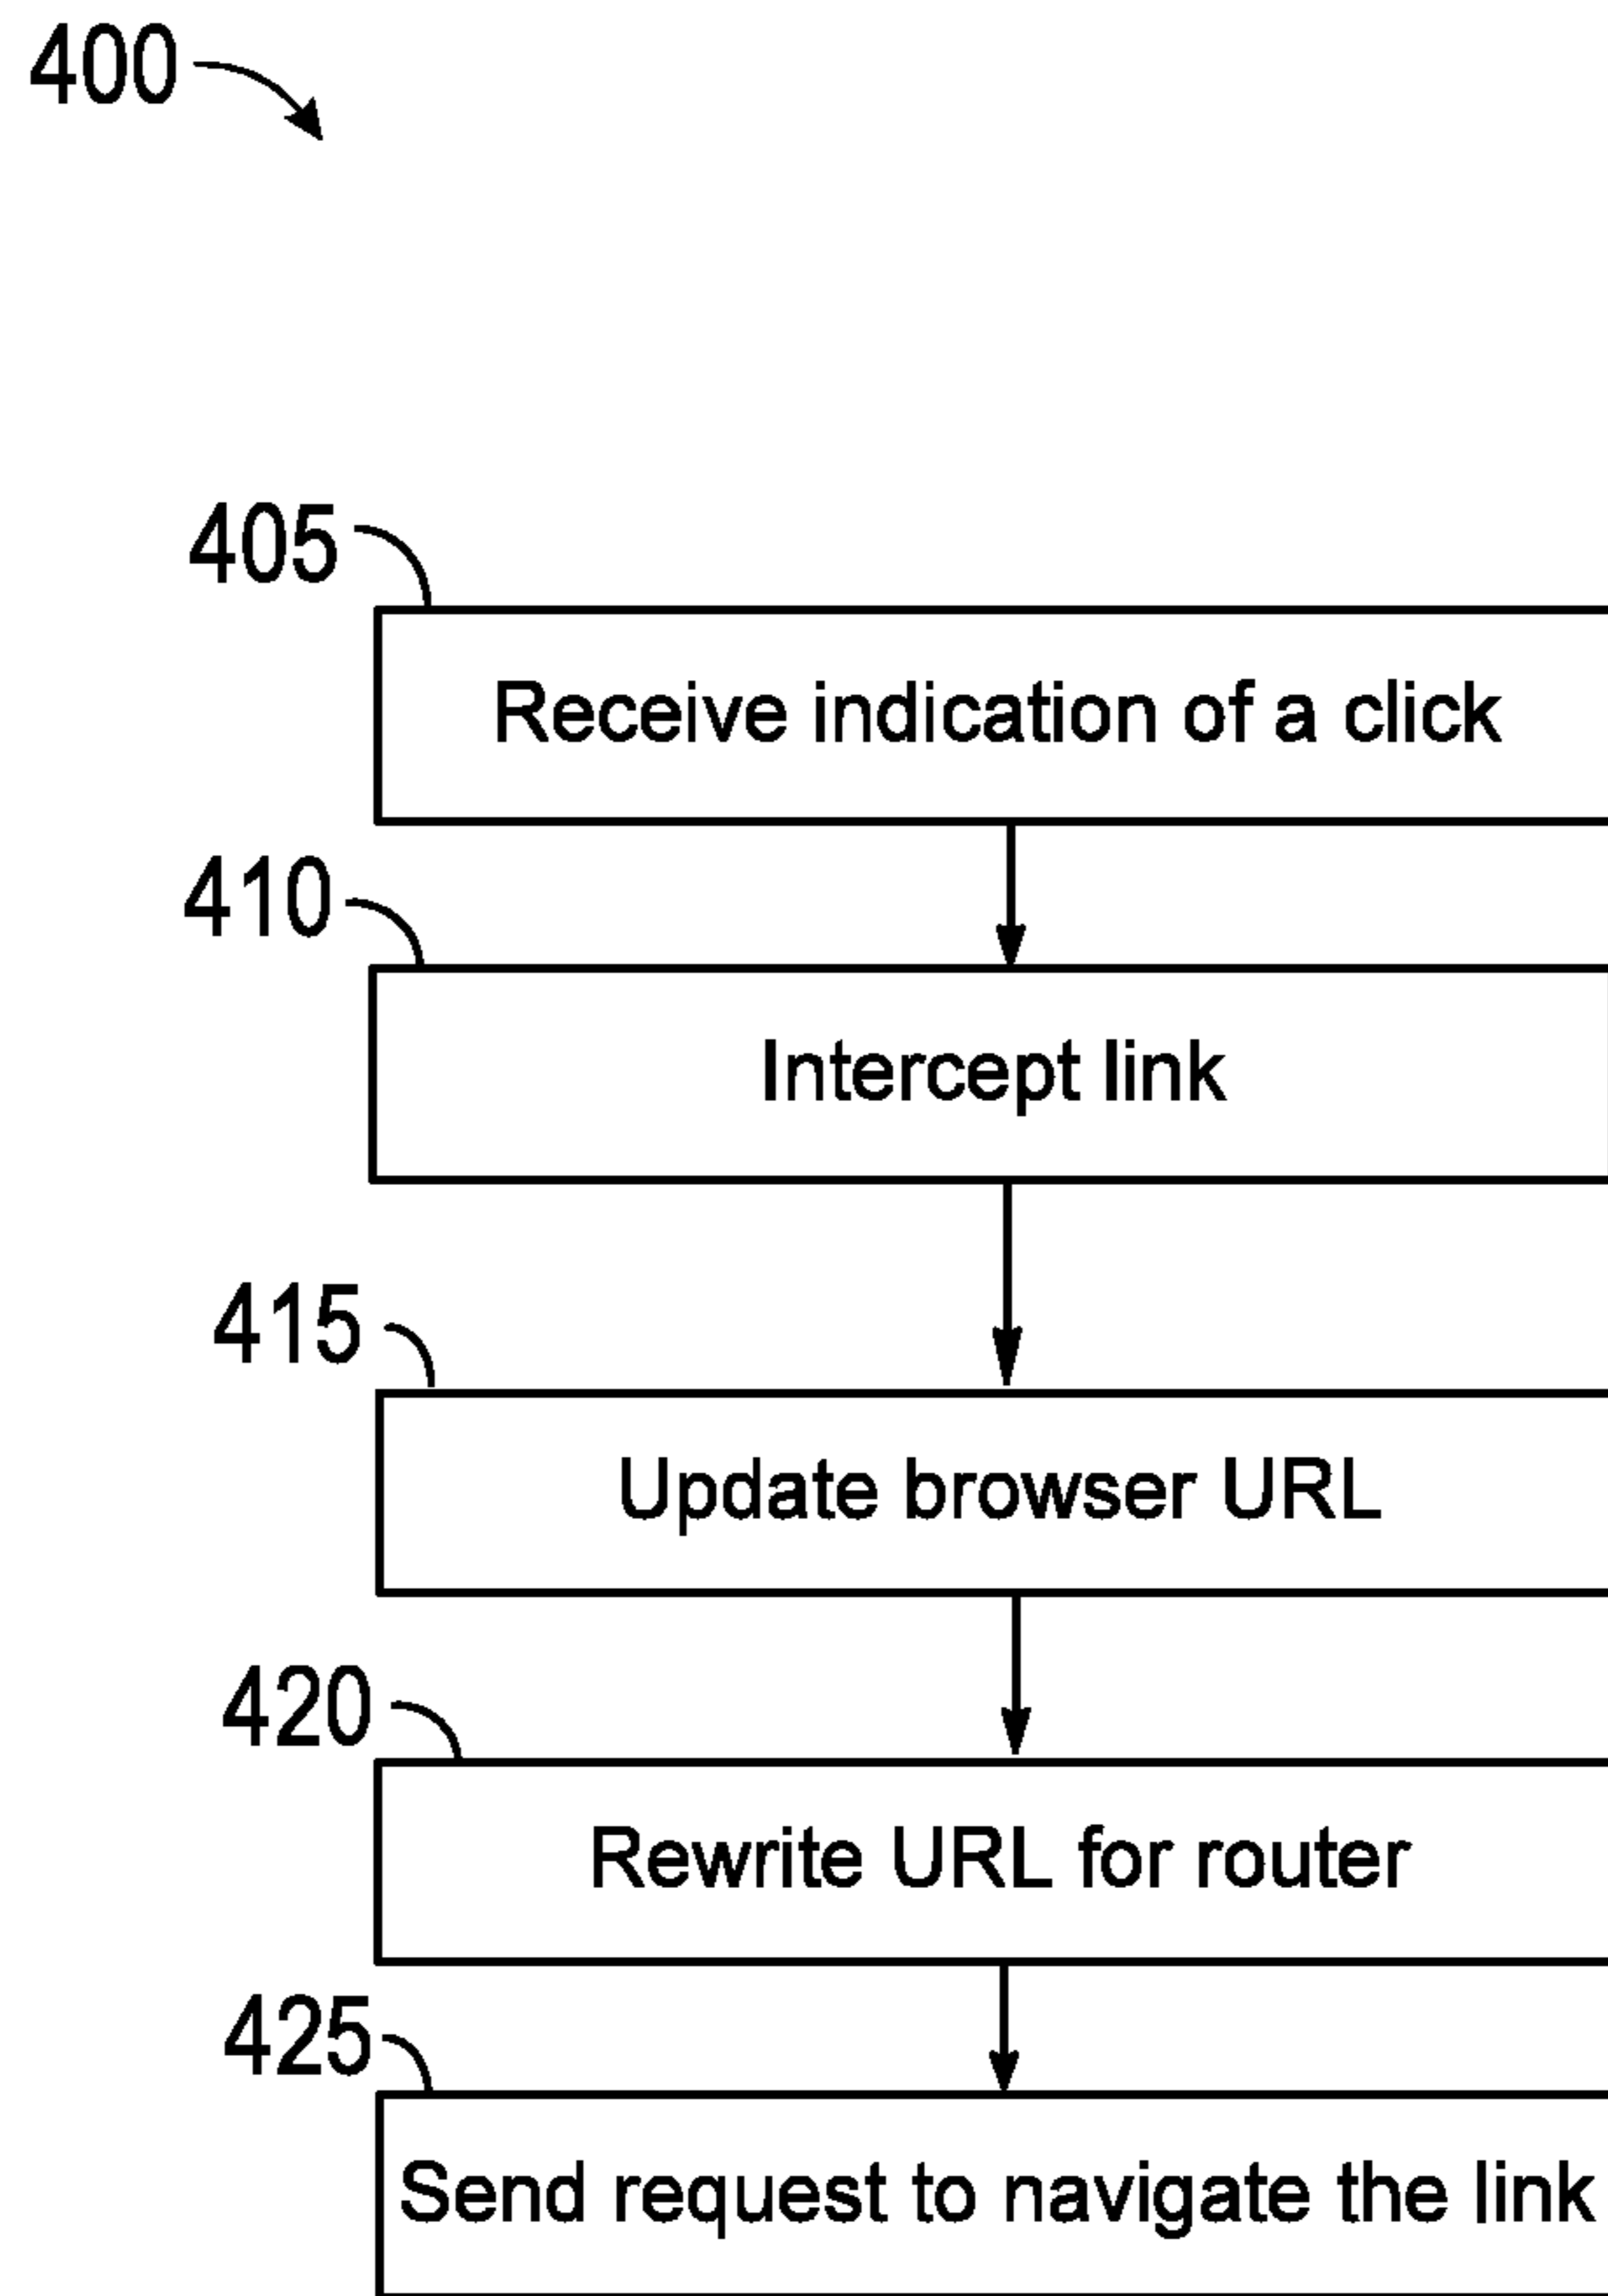 400
405
Receive indication of a click
410
Intercept link
415
Update browser URL
420
Rewrite URL for router
425
Send request to navigate the link